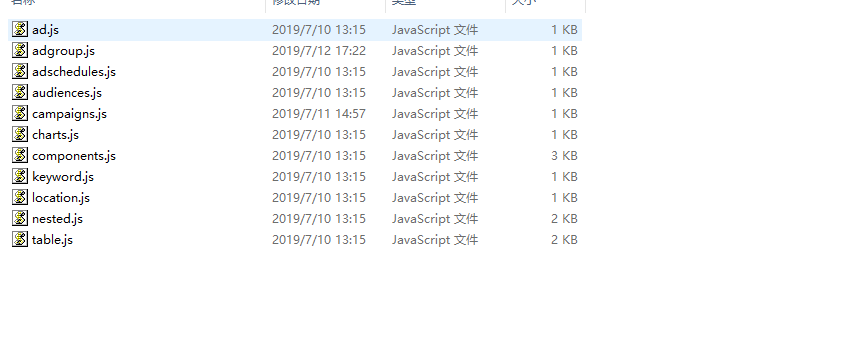 名称 修改日期 类型 大小
ad.js 2019/7/10 13:15 JavaScript 文件 1 KB
adgroup.js 2019/7/12 17:22 JavaScript 文件 1 KB
adschedules.js 2019/7/10 13:15 JavaScript 文件 1 KB
audiences.js 2019/7/10 13:15 JavaScript 文件 1 KB
campaigns.js 2019/7/11 14:57 JavaScript 文件 1 KB
charts.js 2019/7/10 13:15 JavaScript 文件 1 KB
components.js 2019/7/10 13:15 JavaScript 文件 3 KB
keyword.js 2019/7/10 13:15 JavaScript 文件 1 KB
location.js 2019/7/10 13:15 JavaScript 文件 1 KB
nested.js 2019/7/10 13:15 JavaScript 文件 2 KB
table.js 2019/7/10 13:15 JavaScript 文件 2 KB